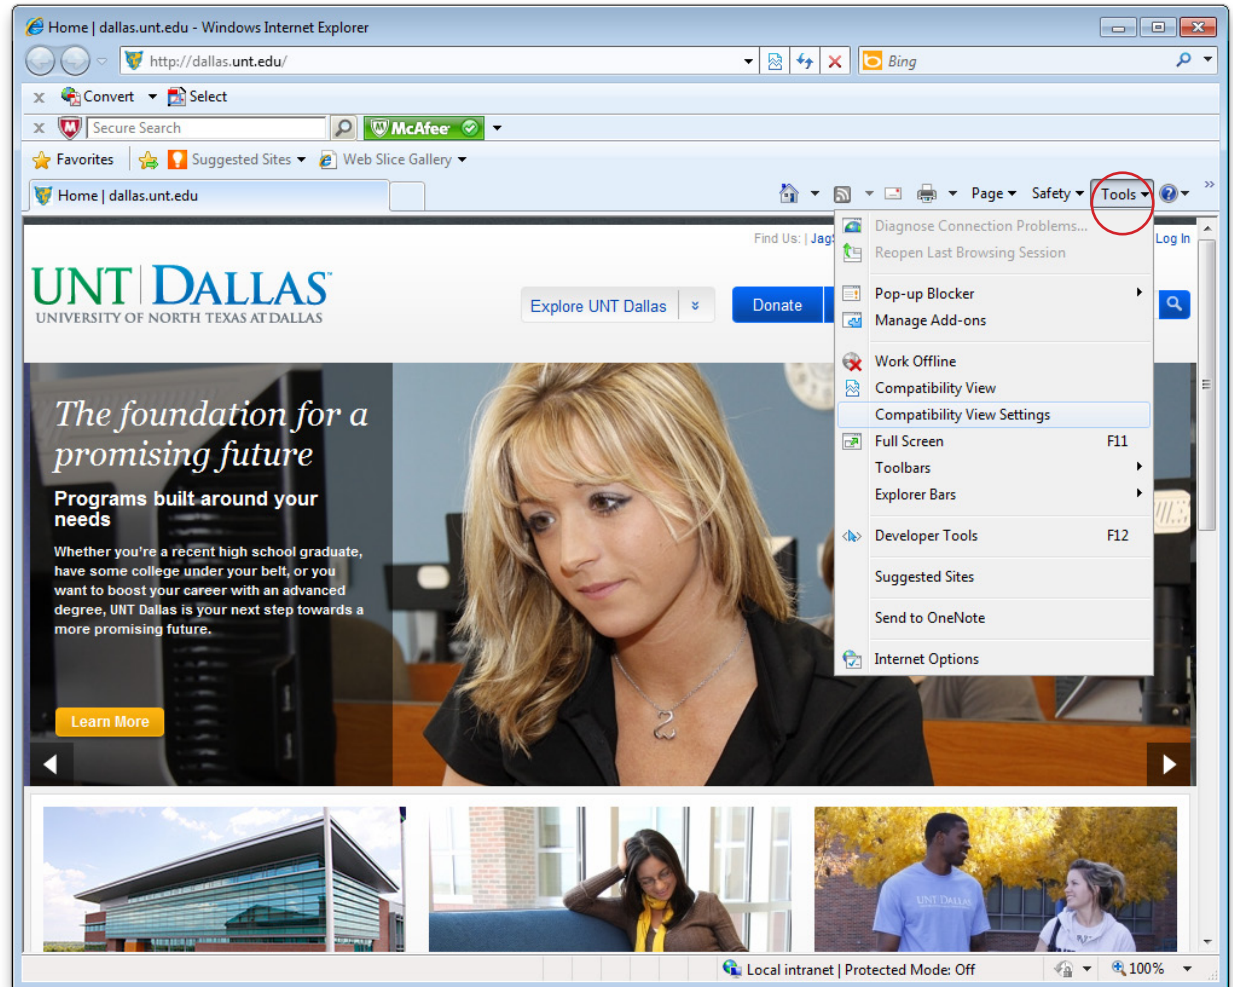 Home | dallas.unt.edu - Windows Internet Explorer
http://dallas.unt.edu/
Bing
x Convert Select
x Secure Search McAfee
Favorites Suggested Sites Web Slice Gallery
Home | dallas.unt.edu
Page Safety Tools
Find Us: | Log In
UNT DALLAS
UNIVERSITY OF NORTH TEXAS AT DALLAS
Explore UNT Dallas
Donate
Diagnose Connection Problems...
Reopen Last Browsing Session
Pop-up Blocker
Manage Add-ons
Work Offline
Compatibility View
Compatibility View Settings
Full Screen F11
Toolbars
Explorer Bars
Developer Tools F12
Suggested Sites
Send to OneNote
Internet Options
The foundation for a
promising future
Programs built around your
needs
Whether you're a recent high school graduate,
have some college under your belt, or you
want to boost your career with an advanced
degree, UNT Dallas is your next step towards a
more promising future.
Learn More
UNT DALLAS
Local intranet | Protected Mode: Off
100%